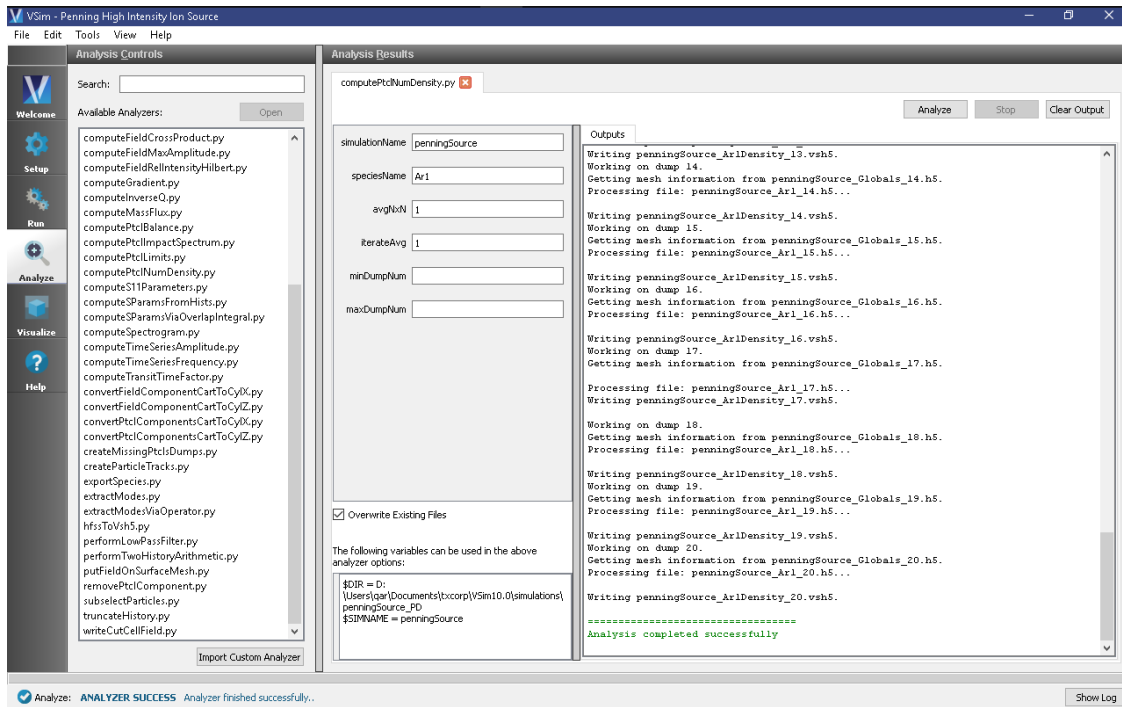 VSim - Penning High Intensity Ion Source
File Edit Tools View Help
Analysis Controls
Search:
Available Analyzers:
Open
computeFieldCrossProduct.py
computeFieldMaxAmplitude.py
computeFieldRelIntensityHilbert.py
computeGradient.py
computeInverseQ.py
computeMassFlux.py
computePtclBalance.py
computePtclImpactSpectrum.py
computePtclLimits.py
computePtclNumDensity.py
computeS11Parameters.py
computeSParamsFromHists.py
computeSParamsViaOverlapIntegral.py
computeSpectrogram.py
computeTimeSeriesAmplitude.py
computeTimeSeriesFrequency.py
computeTransitTimeFactor.py
convertFieldComponentCartToCylX.py
convertFieldComponentCartToCylZ.py
convertPtclComponentsCartToCylX.py
convertPtclComponentsCartToCylZ.py
createMissingPtclsDumps.py
createParticleTracks.py
exportSpecies.py
extractModes.py
extractModesViaOperator.py
hfssToVsh5.py
performLowPassFilter.py
performTwoHistoryArithmetic.py
putFieldOnSurfaceMesh.py
removePtclComponent.py
subselectParticles.py
truncateHistory.py
writeCutCellField.py
Import Custom Analyzer
Welcome
Setup
Run
Analyze
Visualize
Help
Analysis Results
computePtclNumDensity.py
Analyze
Stop
Clear Output
simulationName penningSource
speciesName Ar1
avgNxN 1
iterateAvg 1
minDumpNum
maxDumpNum
Overwrite Existing Files
The following variables can be used in the above
analyzer options:
$DIR = D:
\Users\qar\Documents\txcorp\VSim10.0\simulations\
penningSource_PD
$SIMNAME = penningSource
Outputs
Writing penningSource_Ar1Density_13.vsh5.
Working on dump 14.
Getting mesh information from penningSource_Globals_14.h5.
Processing file: penningSource_Ar1_14.h5...
Writing penningSource_Ar1Density_14.vsh5.
Working on dump 15.
Getting mesh information from penningSource_Globals_15.h5.
Processing file: penningSource_Ar1_15.h5...
Writing penningSource_Ar1Density_15.vsh5.
Working on dump 16.
Getting mesh information from penningSource_Globals_16.h5.
Processing file: penningSource_Ar1_16.h5...
Writing penningSource_Ar1Density_16.vsh5.
Working on dump 17.
Getting mesh information from penningSource_Globals_17.h5.
Processing file: penningSource_Ar1_17.h5...
Writing penningSource_Ar1Density_17.vsh5.
Working on dump 18.
Getting mesh information from penningSource_Globals_18.h5.
Processing file: penningSource_Ar1_18.h5...
Writing penningSource_Ar1Density_18.vsh5.
Working on dump 19.
Getting mesh information from penningSource_Globals_19.h5.
Processing file: penningSource_Ar1_19.h5...
Writing penningSource_Ar1Density_19.vsh5.
Working on dump 20.
Getting mesh information from penningSource_Globals_20.h5.
Processing file: penningSource_Ar1_20.h5...
Writing penningSource_Ar1Density_20.vsh5.
==================================
Analysis completed successfully
Analyze: ANALYZER SUCCESS Analyzer finished successfully..
Show Log